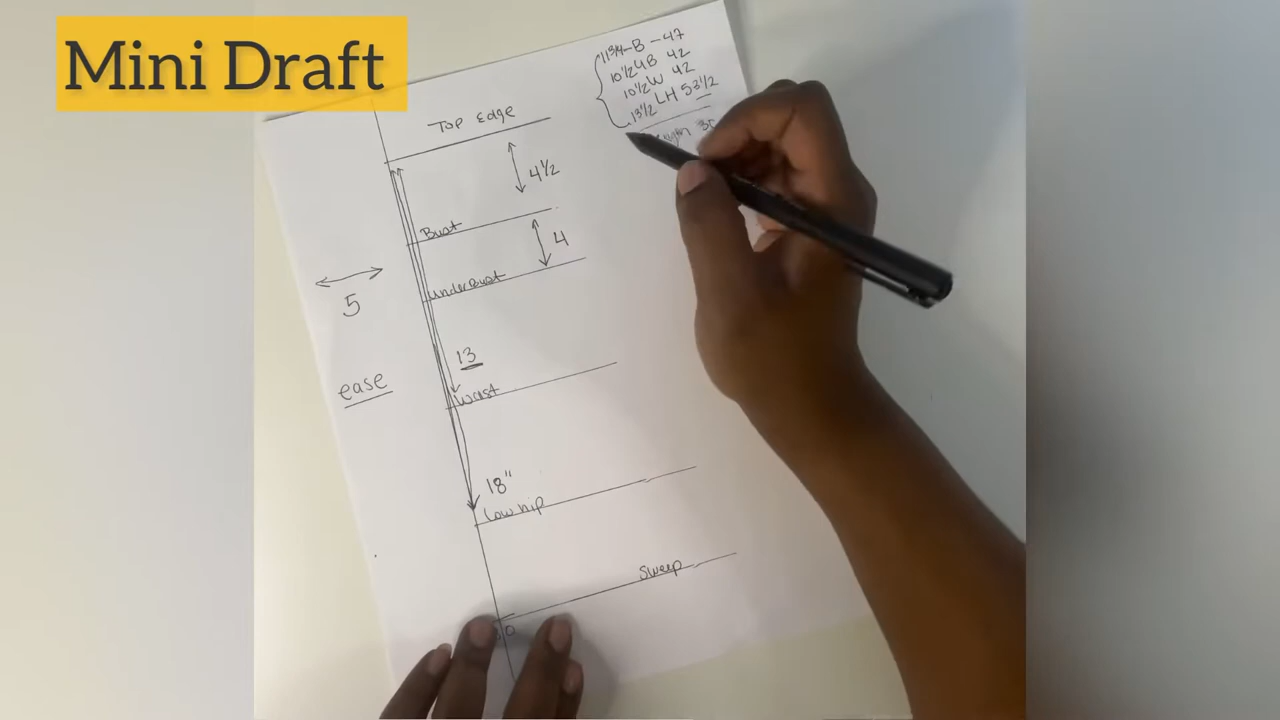 Mini Draft
11 3/4 - B - 47
10 1/2 UB 42
10 1/2 W 42
13 1/2 LH 53 1/2
Top Edge
4 1/2
Bust
4
underbust
5
13
ease
Waist
18"
Low hip
Sweep